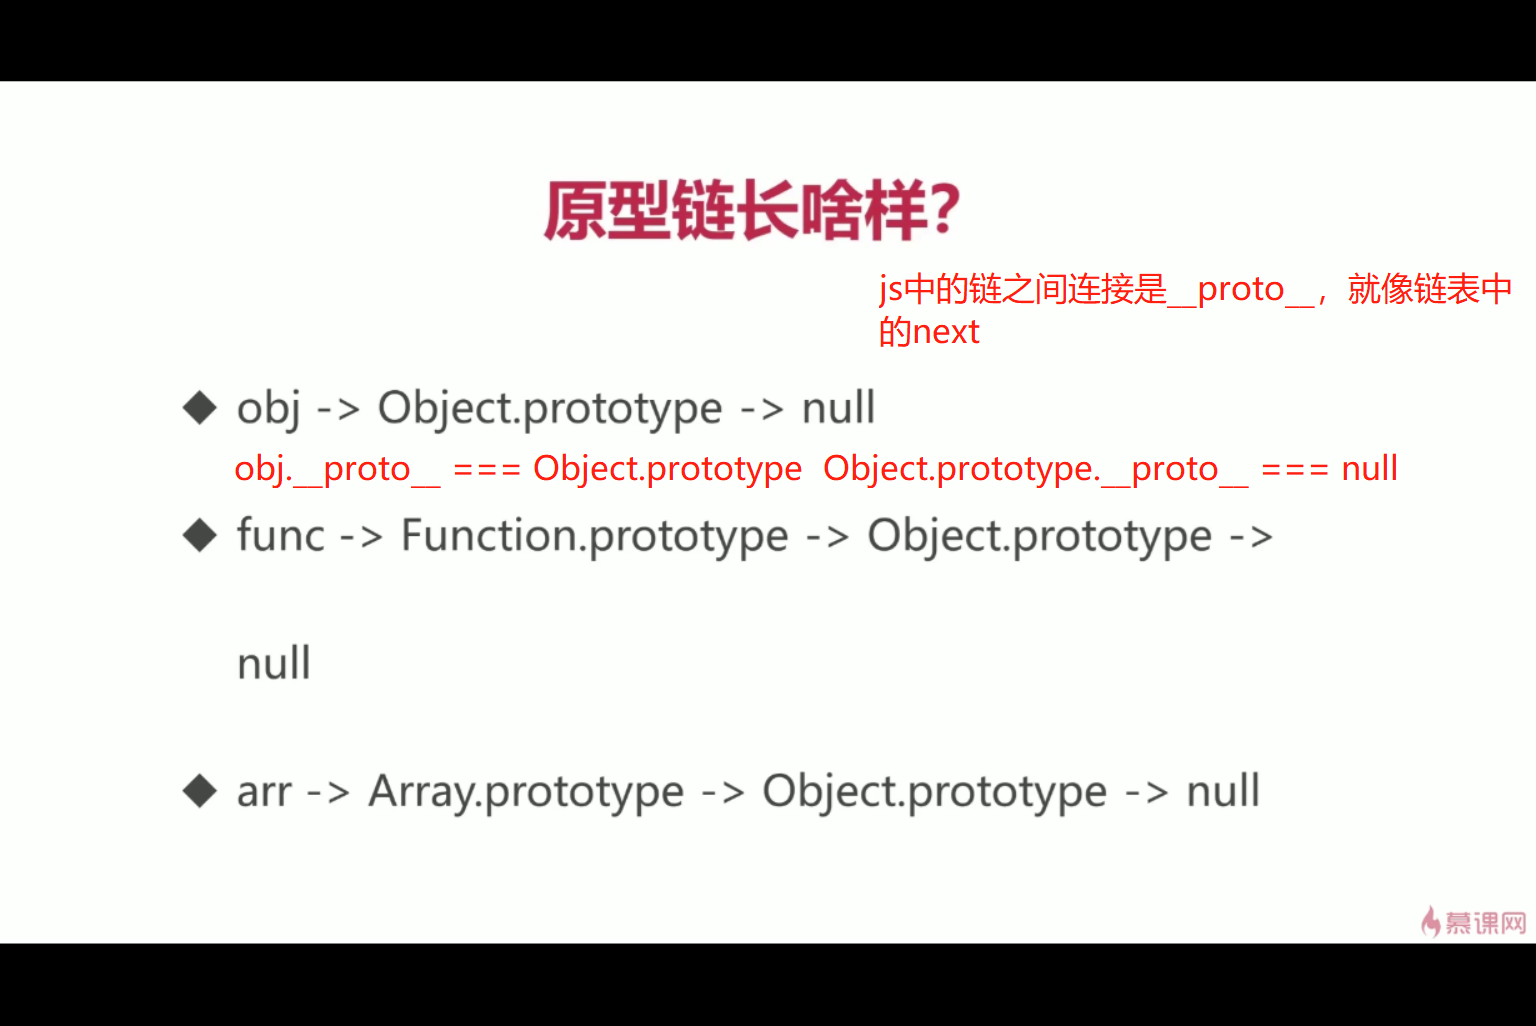 原型链长啥样?
js中的链之间连接是__proto__，就像链表中
的next
◆ obj -> Object.prototype -> null
obj.__proto__ === Object.prototype  Object.prototype.__proto__ === null
◆ func -> Function.prototype -> Object.prototype ->
null
◆ arr -> Array.prototype -> Object.prototype -> null
慕课网